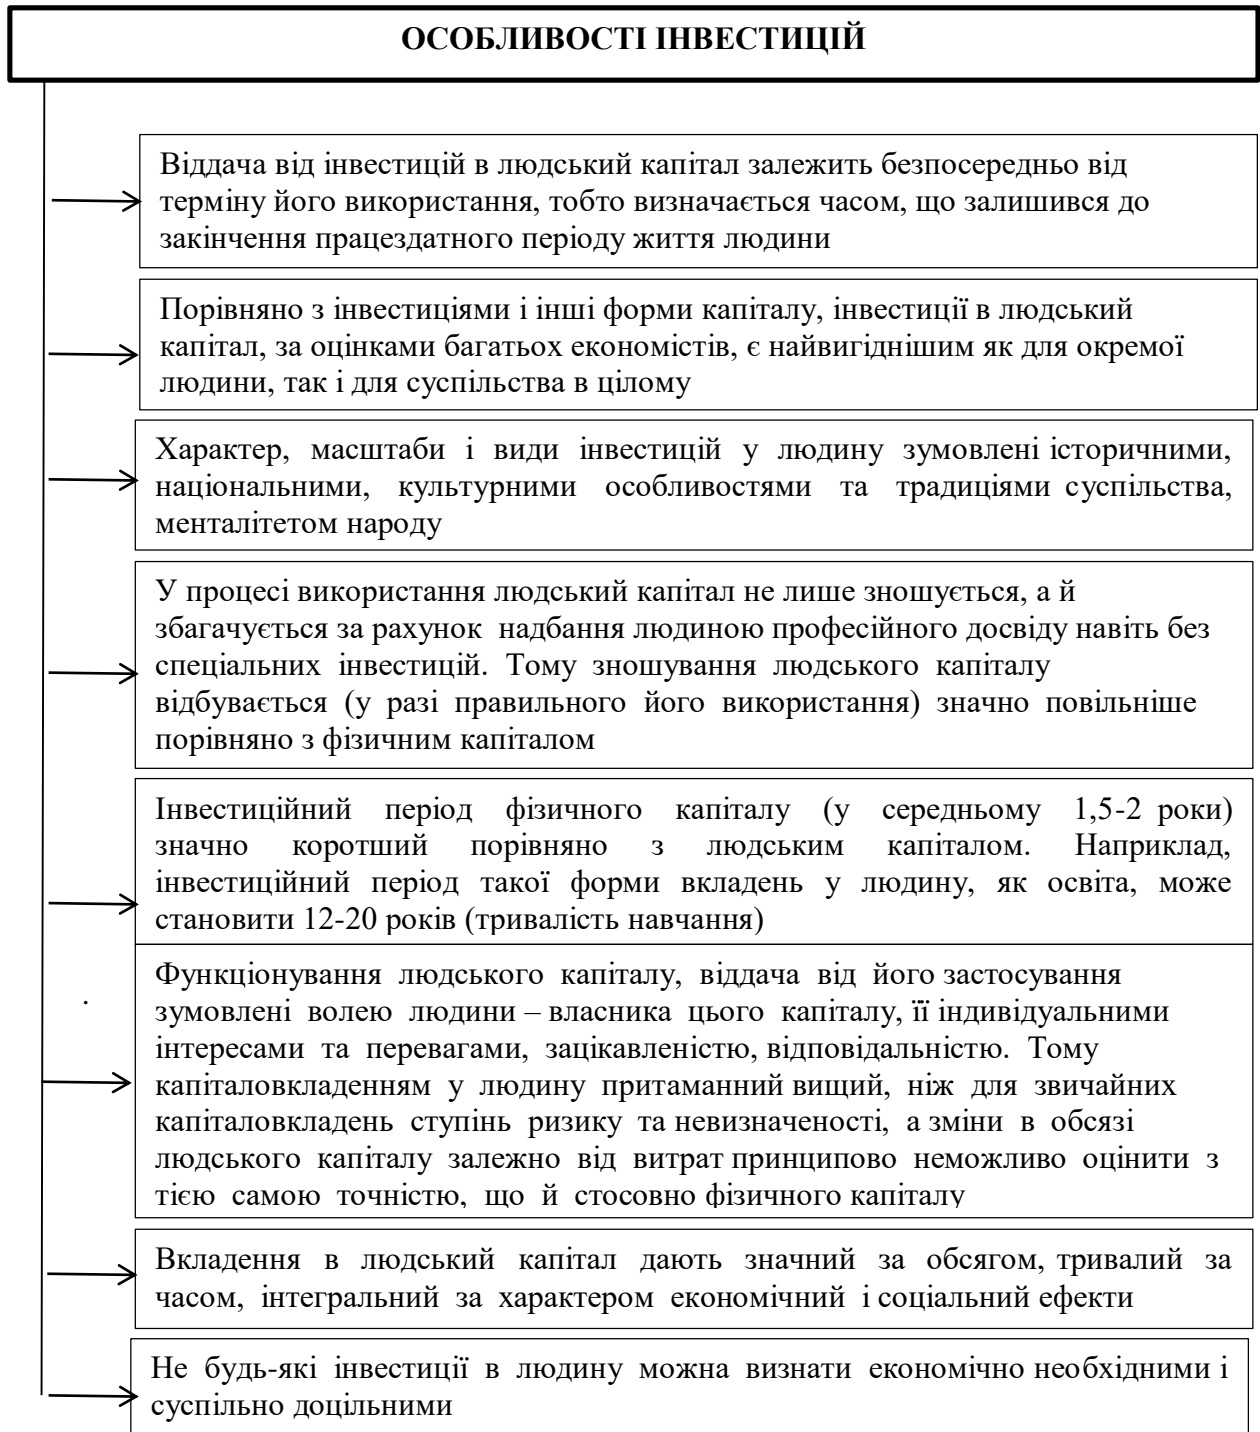 ОСОБЛИВОСТІ ІНВЕСТИЦІЙ
Віддача від інвестицій в людський капітал залежить безпосередньо від
терміну його використання, тобто визначається часом, що залишився до
закінчення працездатного періоду життя людини
Порівняно з інвестиціями і інші форми капіталу, інвестиції в людський
капітал, за оцінками багатьох економістів, є найвигіднішим як для окремої
людини, так і для суспільства в цілому
Характер, масштаби і види інвестицій у людину зумовлені історичними,
національними, культурними особливостями та традиціями суспільства,
менталітетом народу
У процесі використання людський капітал не лише зношується, а й
збагачується за рахунок надбання людиною професійного досвіду навіть без
спеціальних інвестицій. Тому зношування людського капіталу
відбувається (у разі правильного його використання) значно повільніше
порівняно з фізичним капіталом
Інвестиційний період фізичного капіталу (у середньому 1,5-2 роки)
значно коротший порівняно з людським капіталом. Наприклад,
інвестиційний період такої форми вкладень у людину, як освіта, може
становити 12-20 років (тривалість навчання)
Функціонування людського капіталу, віддача від його застосування
зумовлені волею людини – власника цього капіталу, її індивідуальними
інтересами та перевагами, зацікавленістю, відповідальністю. Тому
капіталовкладенням у людину притаманний вищий, ніж для звичайних
капіталовкладень ступінь ризику та невизначеності, а зміни в обсязі
людського капіталу залежно від витрат принципово неможливо оцінити з
тією самою точністю, що й стосовно фізичного капіталу
Вкладення в людський капітал дають значний за обсягом, тривалий за
часом, інтегральний за характером економічний і соціальний ефекти
Не будь-які інвестиції в людину можна визнати економічно необхідними і
суспільно доцільними